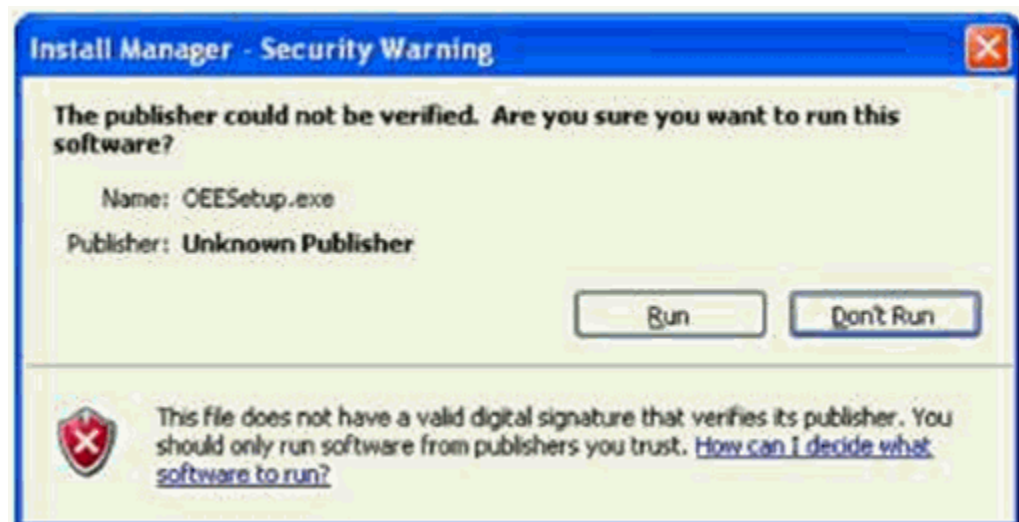 Install Manager - Security Warning
The publisher could not be verified. Are you sure you want to run this
software?
Name: OEESetup.exe
Publisher: Unknown Publisher
Run
Don't Run
This file does not have a valid digital signature that verifies its publisher. You
should only run software from publishers you trust. How can I decide what
software to run?